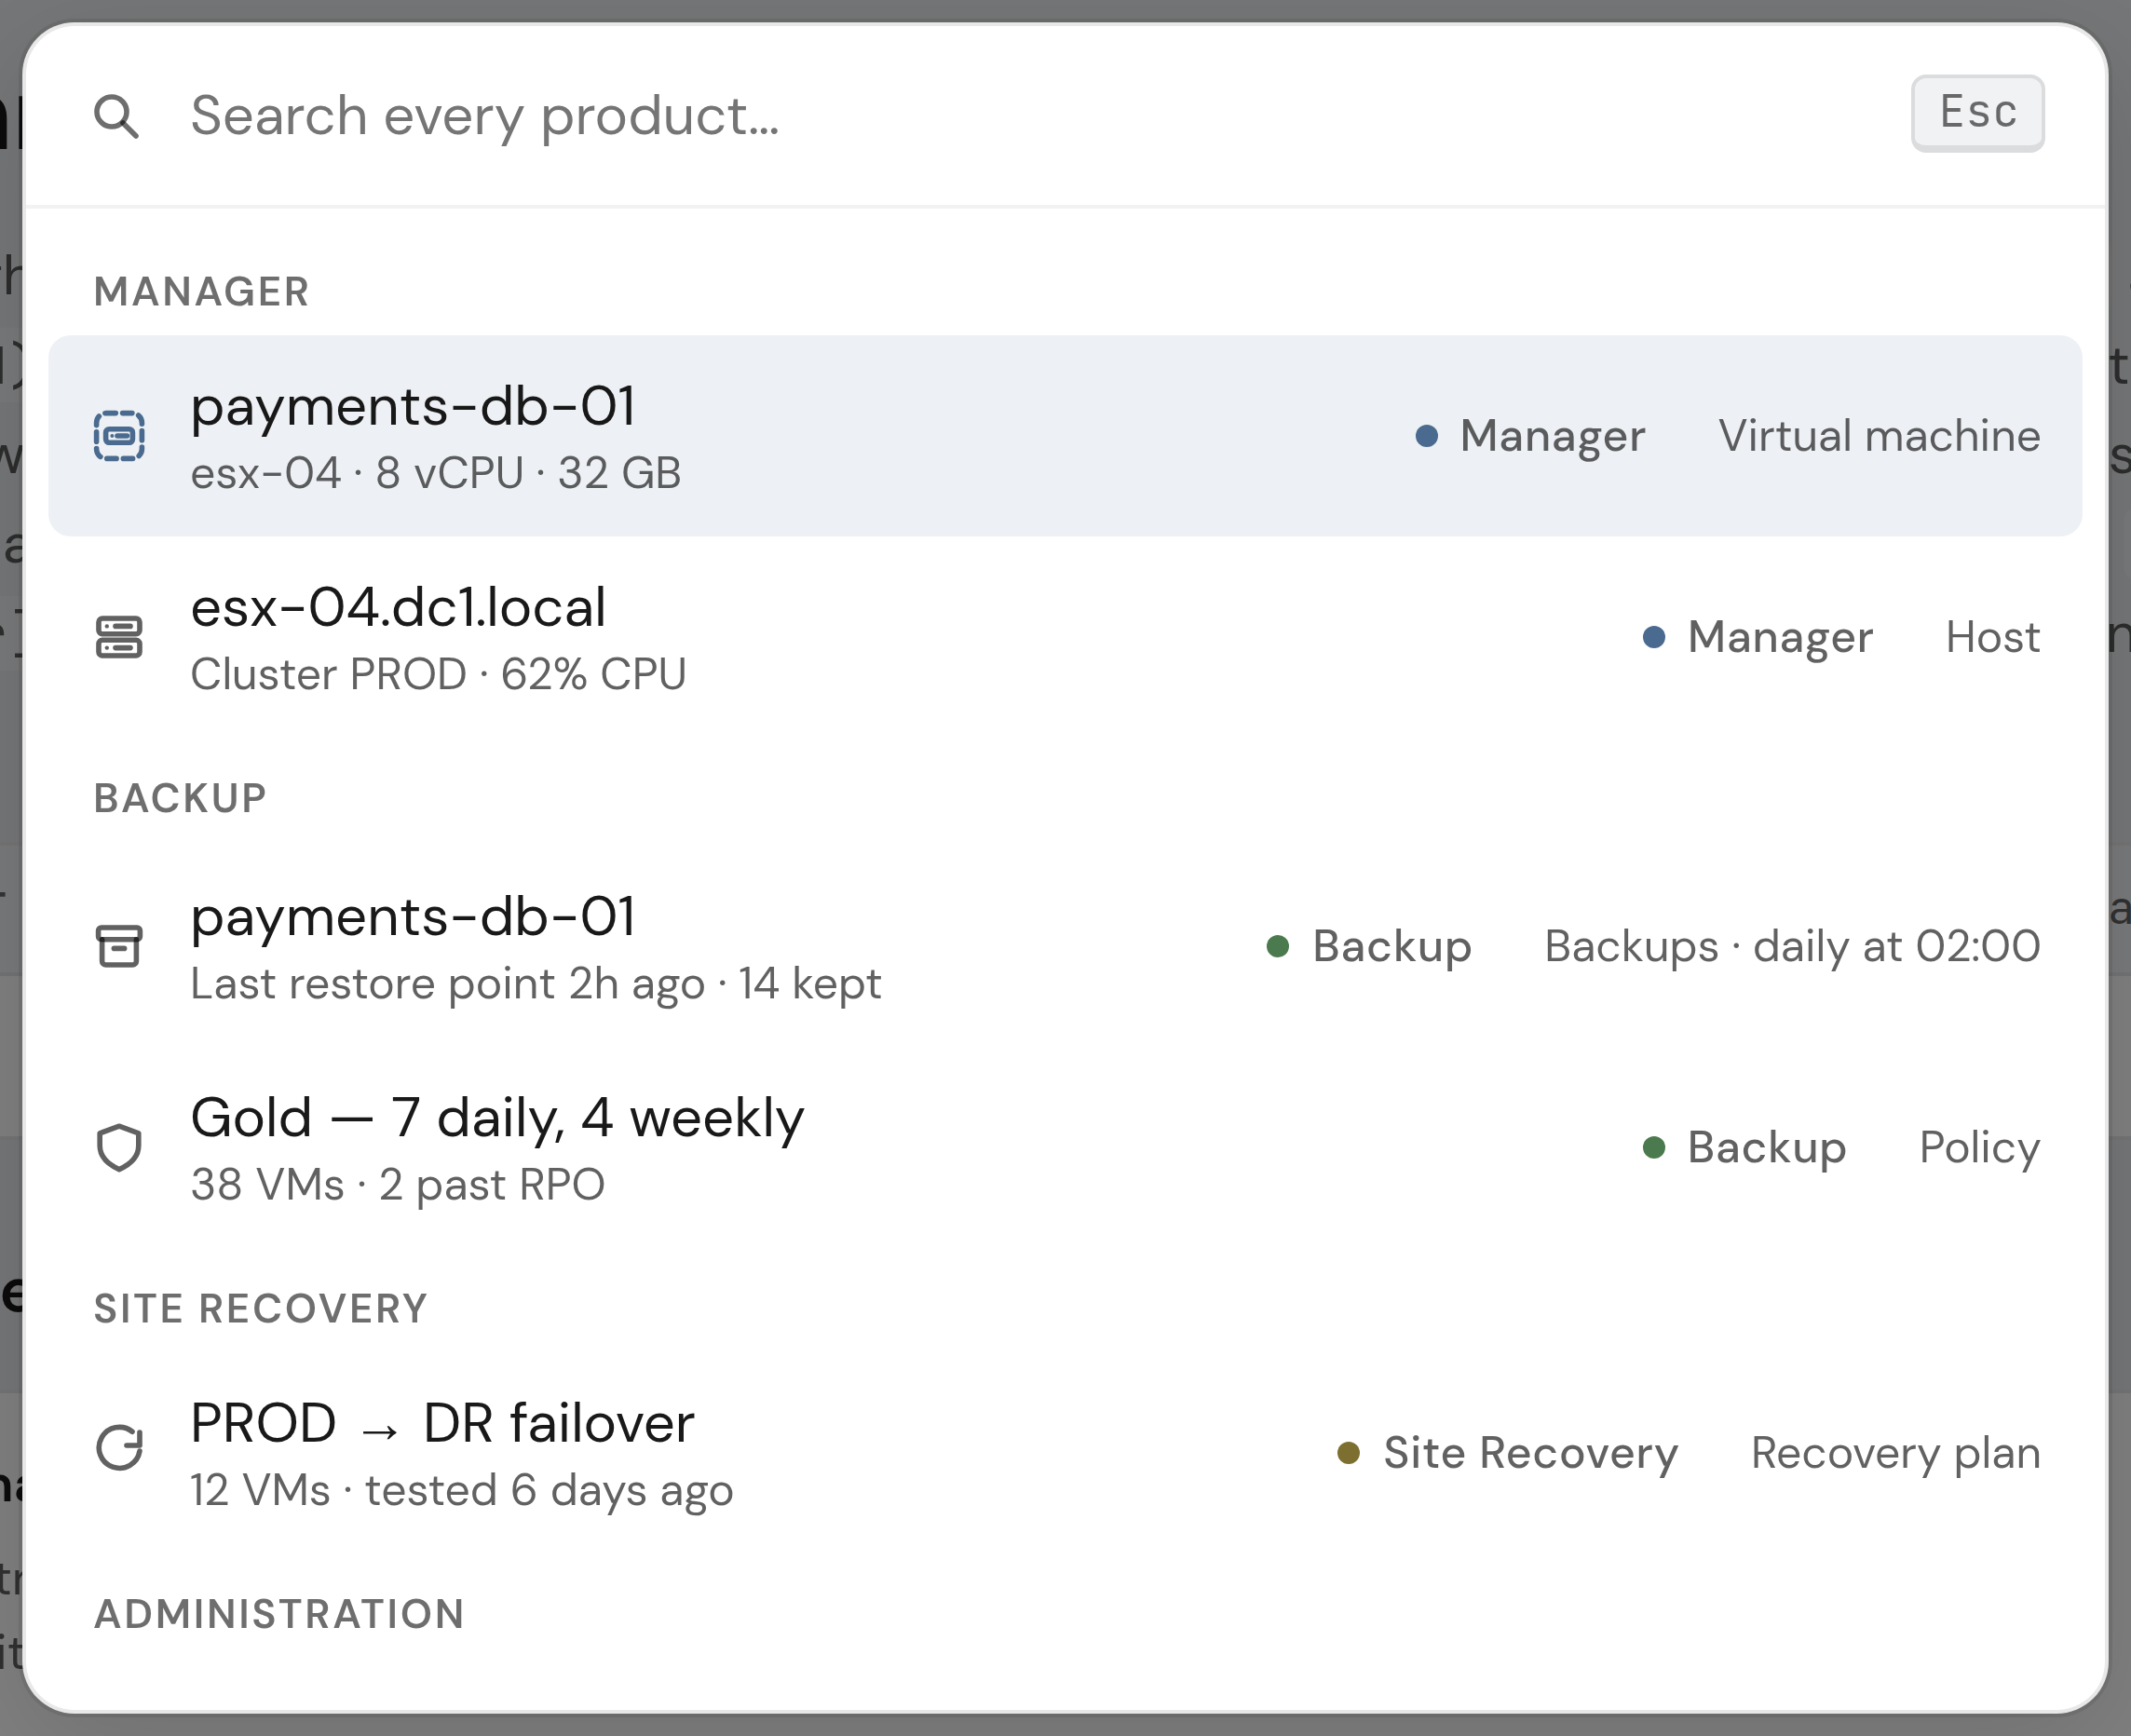 Search every product...
Esc
MANAGER
payments-db-01
esx-04 · 8 vCPU · 32 GB
Manager
Virtual machine
esx-04.dc1.local
Cluster PROD · 62% CPU
Manager
Host
BACKUP
payments-db-01
Last restore point 2h ago · 14 kept
Backup
Backups · daily at 02:00
Gold — 7 daily, 4 weekly
38 VMs · 2 past RPO
Backup
Policy
SITE RECOVERY
PROD → DR failover
12 VMs · tested 6 days ago
Site Recovery
Recovery plan
ADMINISTRATION